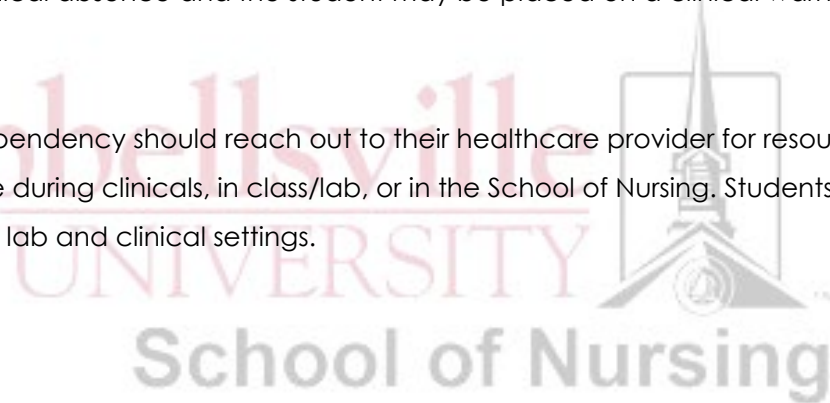 ical absence and the student may be placed on a clinical warn
pendency should reach out to their healthcare provider for resou
e during clinicals, in class/lab, or in the School of Nursing. Students
lab and clinical settings.
bellsville
UNIVERSITY
School of Nursing